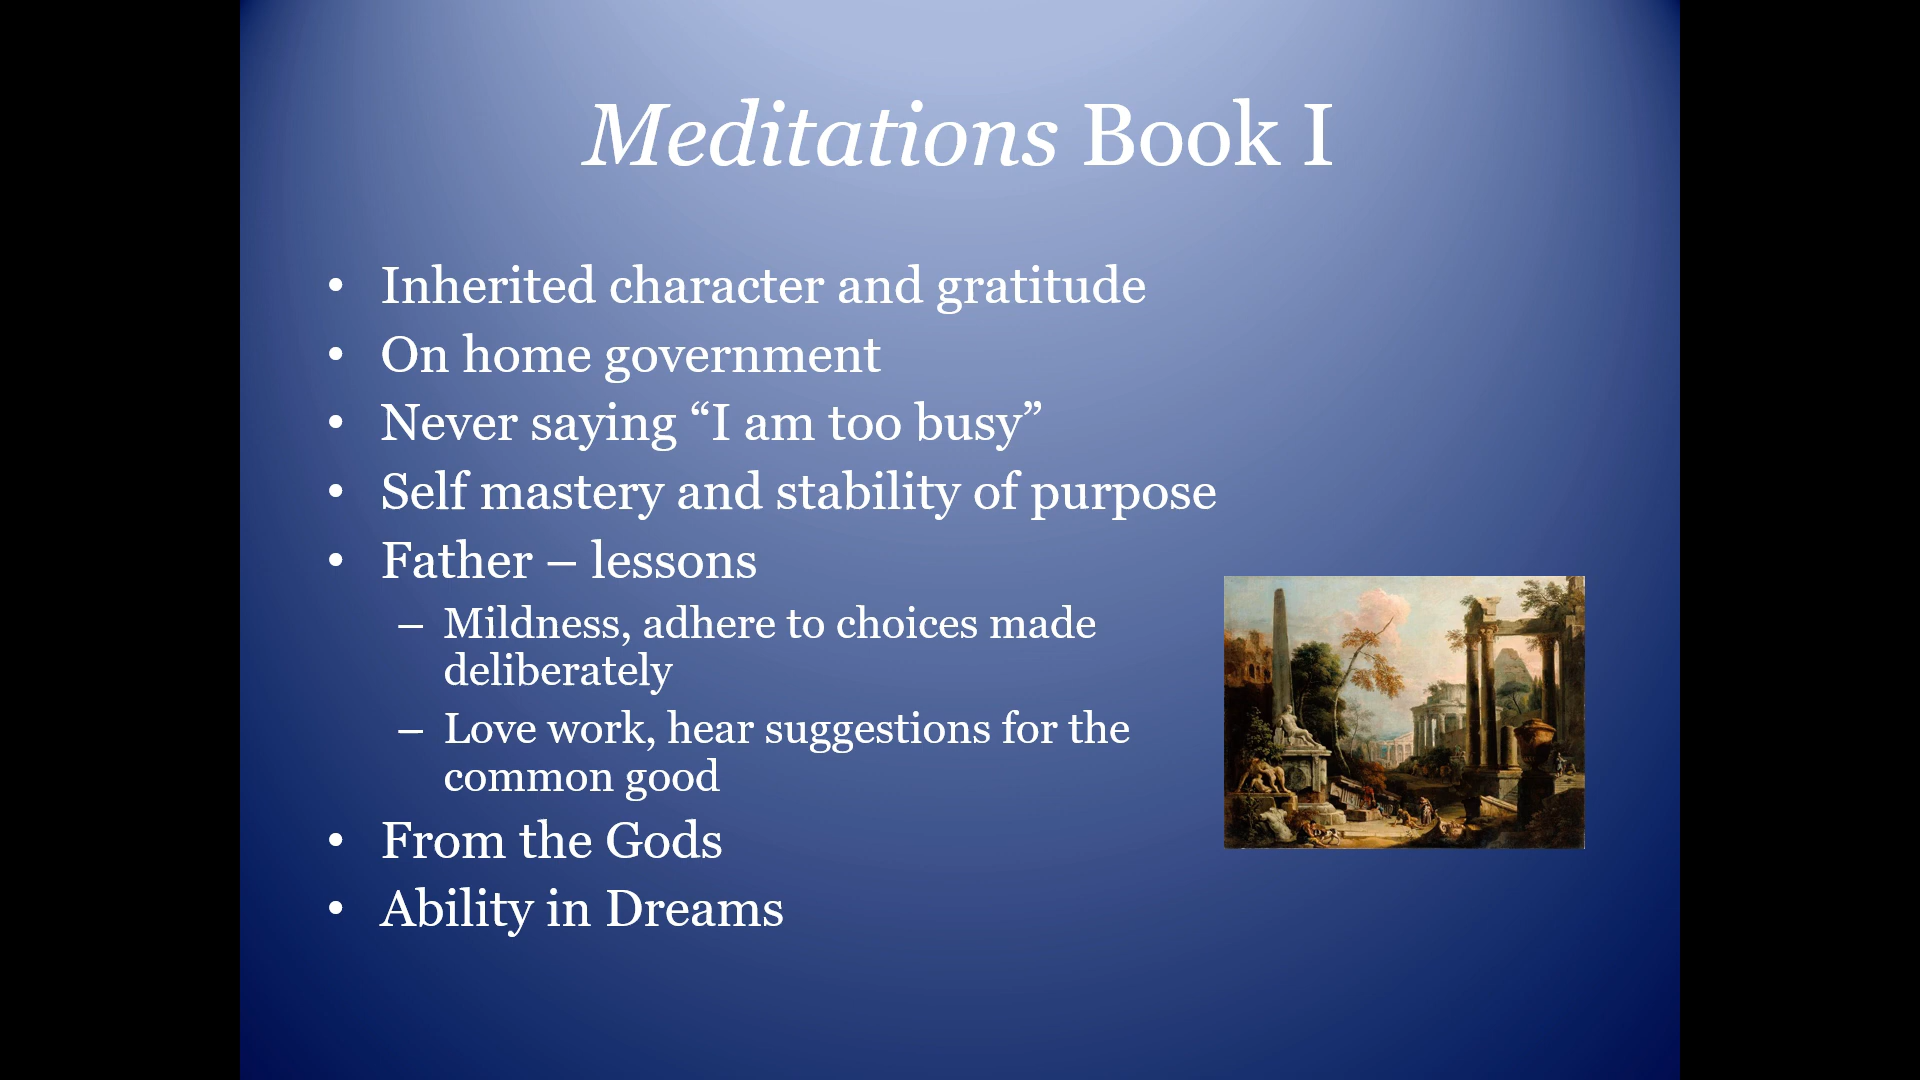 Meditations Book I
• Inherited character and gratitude
• On home government
• Never saying “I am too busy”
• Self mastery and stability of purpose
• Father – lessons
– Mildness, adhere to choices made
deliberately
– Love work, hear suggestions for the
common good
• From the Gods
• Ability in Dreams